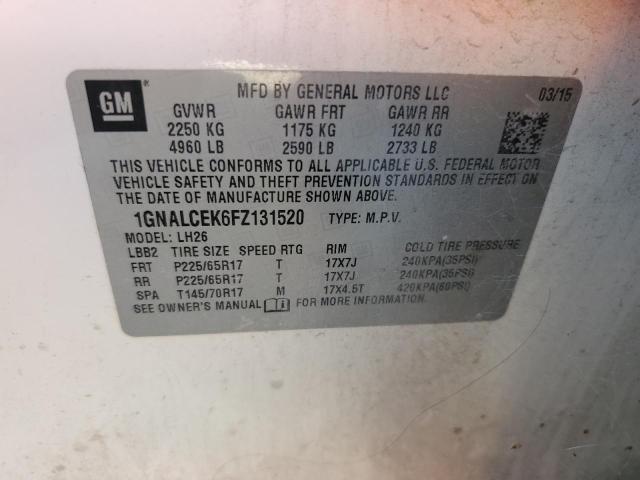 GM ®
MFD BY GENERAL MOTORS LLC 03/15
GVWR GAWR FRT GAWR RR
2250 KG 1175 KG 1240 KG
4960 LB 2590 LB 2733 LB
THIS VEHICLE CONFORMS TO ALL APPLICABLE U.S. FEDERAL MOTOR
VEHICLE SAFETY AND THEFT PREVENTION STANDARDS IN EFFECT ON
THE DATE OF MANUFACTURE SHOWN ABOVE.
1GNALCEK6FZ131520 TYPE: M.P.V.
MODEL: LH26
LBB2 TIRE SIZE SPEED RTG RIM COLD TIRE PRESSURE
FRT P225/65R17 T 17X7J 240KPA(35PSI)
RR P225/65R17 T 17X7J 240KPA(35PSI)
SPA T145/70R17 M 17X4.5T 420KPA(60PSI)
SEE OWNER'S MANUAL FOR MORE INFORMATION.